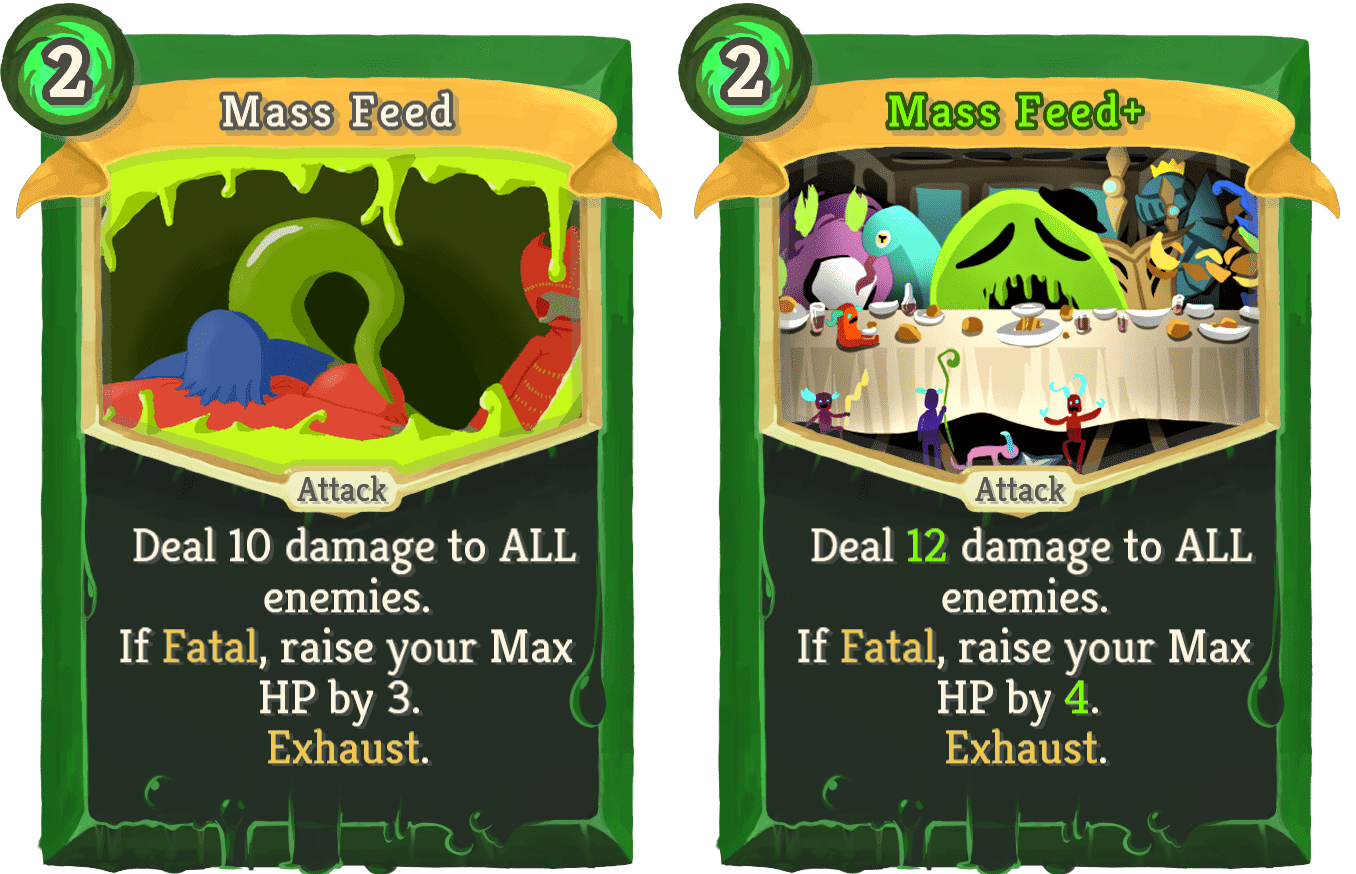 2
Mass Feed
Attack
Deal 10 damage to ALL
enemies.
If Fatal, raise your Max
HP by 3.
Exhaust.
2
Mass Feed+
Attack
Deal 12 damage to ALL
enemies.
If Fatal, raise your Max
HP by 4.
Exhaust.